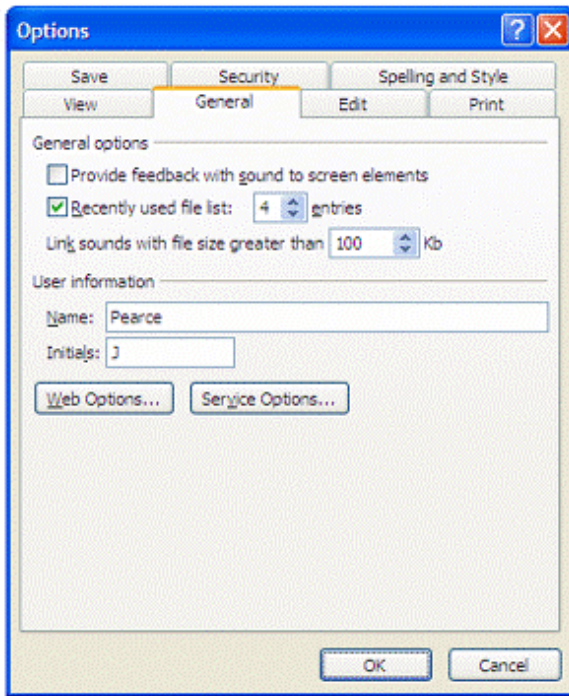 Options
Save Security Spelling and Style
View General Edit Print
General options
Provide feedback with sound to screen elements
Recently used file list: 4 entries
Link sounds with file size greater than 100 Kb
User information
Name: Pearce
Initials: J
Web Options... Service Options...
OK Cancel